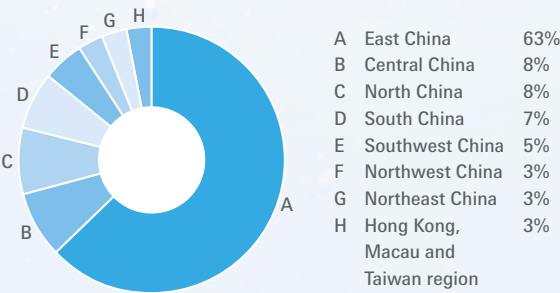 H
G
F
E
D
C
B
A
A East China 63%
B Central China 8%
C North China 8%
D South China 7%
E Southwest China 5%
F Northwest China 3%
G Northeast China 3%
H Hong Kong, 3%
Macau and
Taiwan region